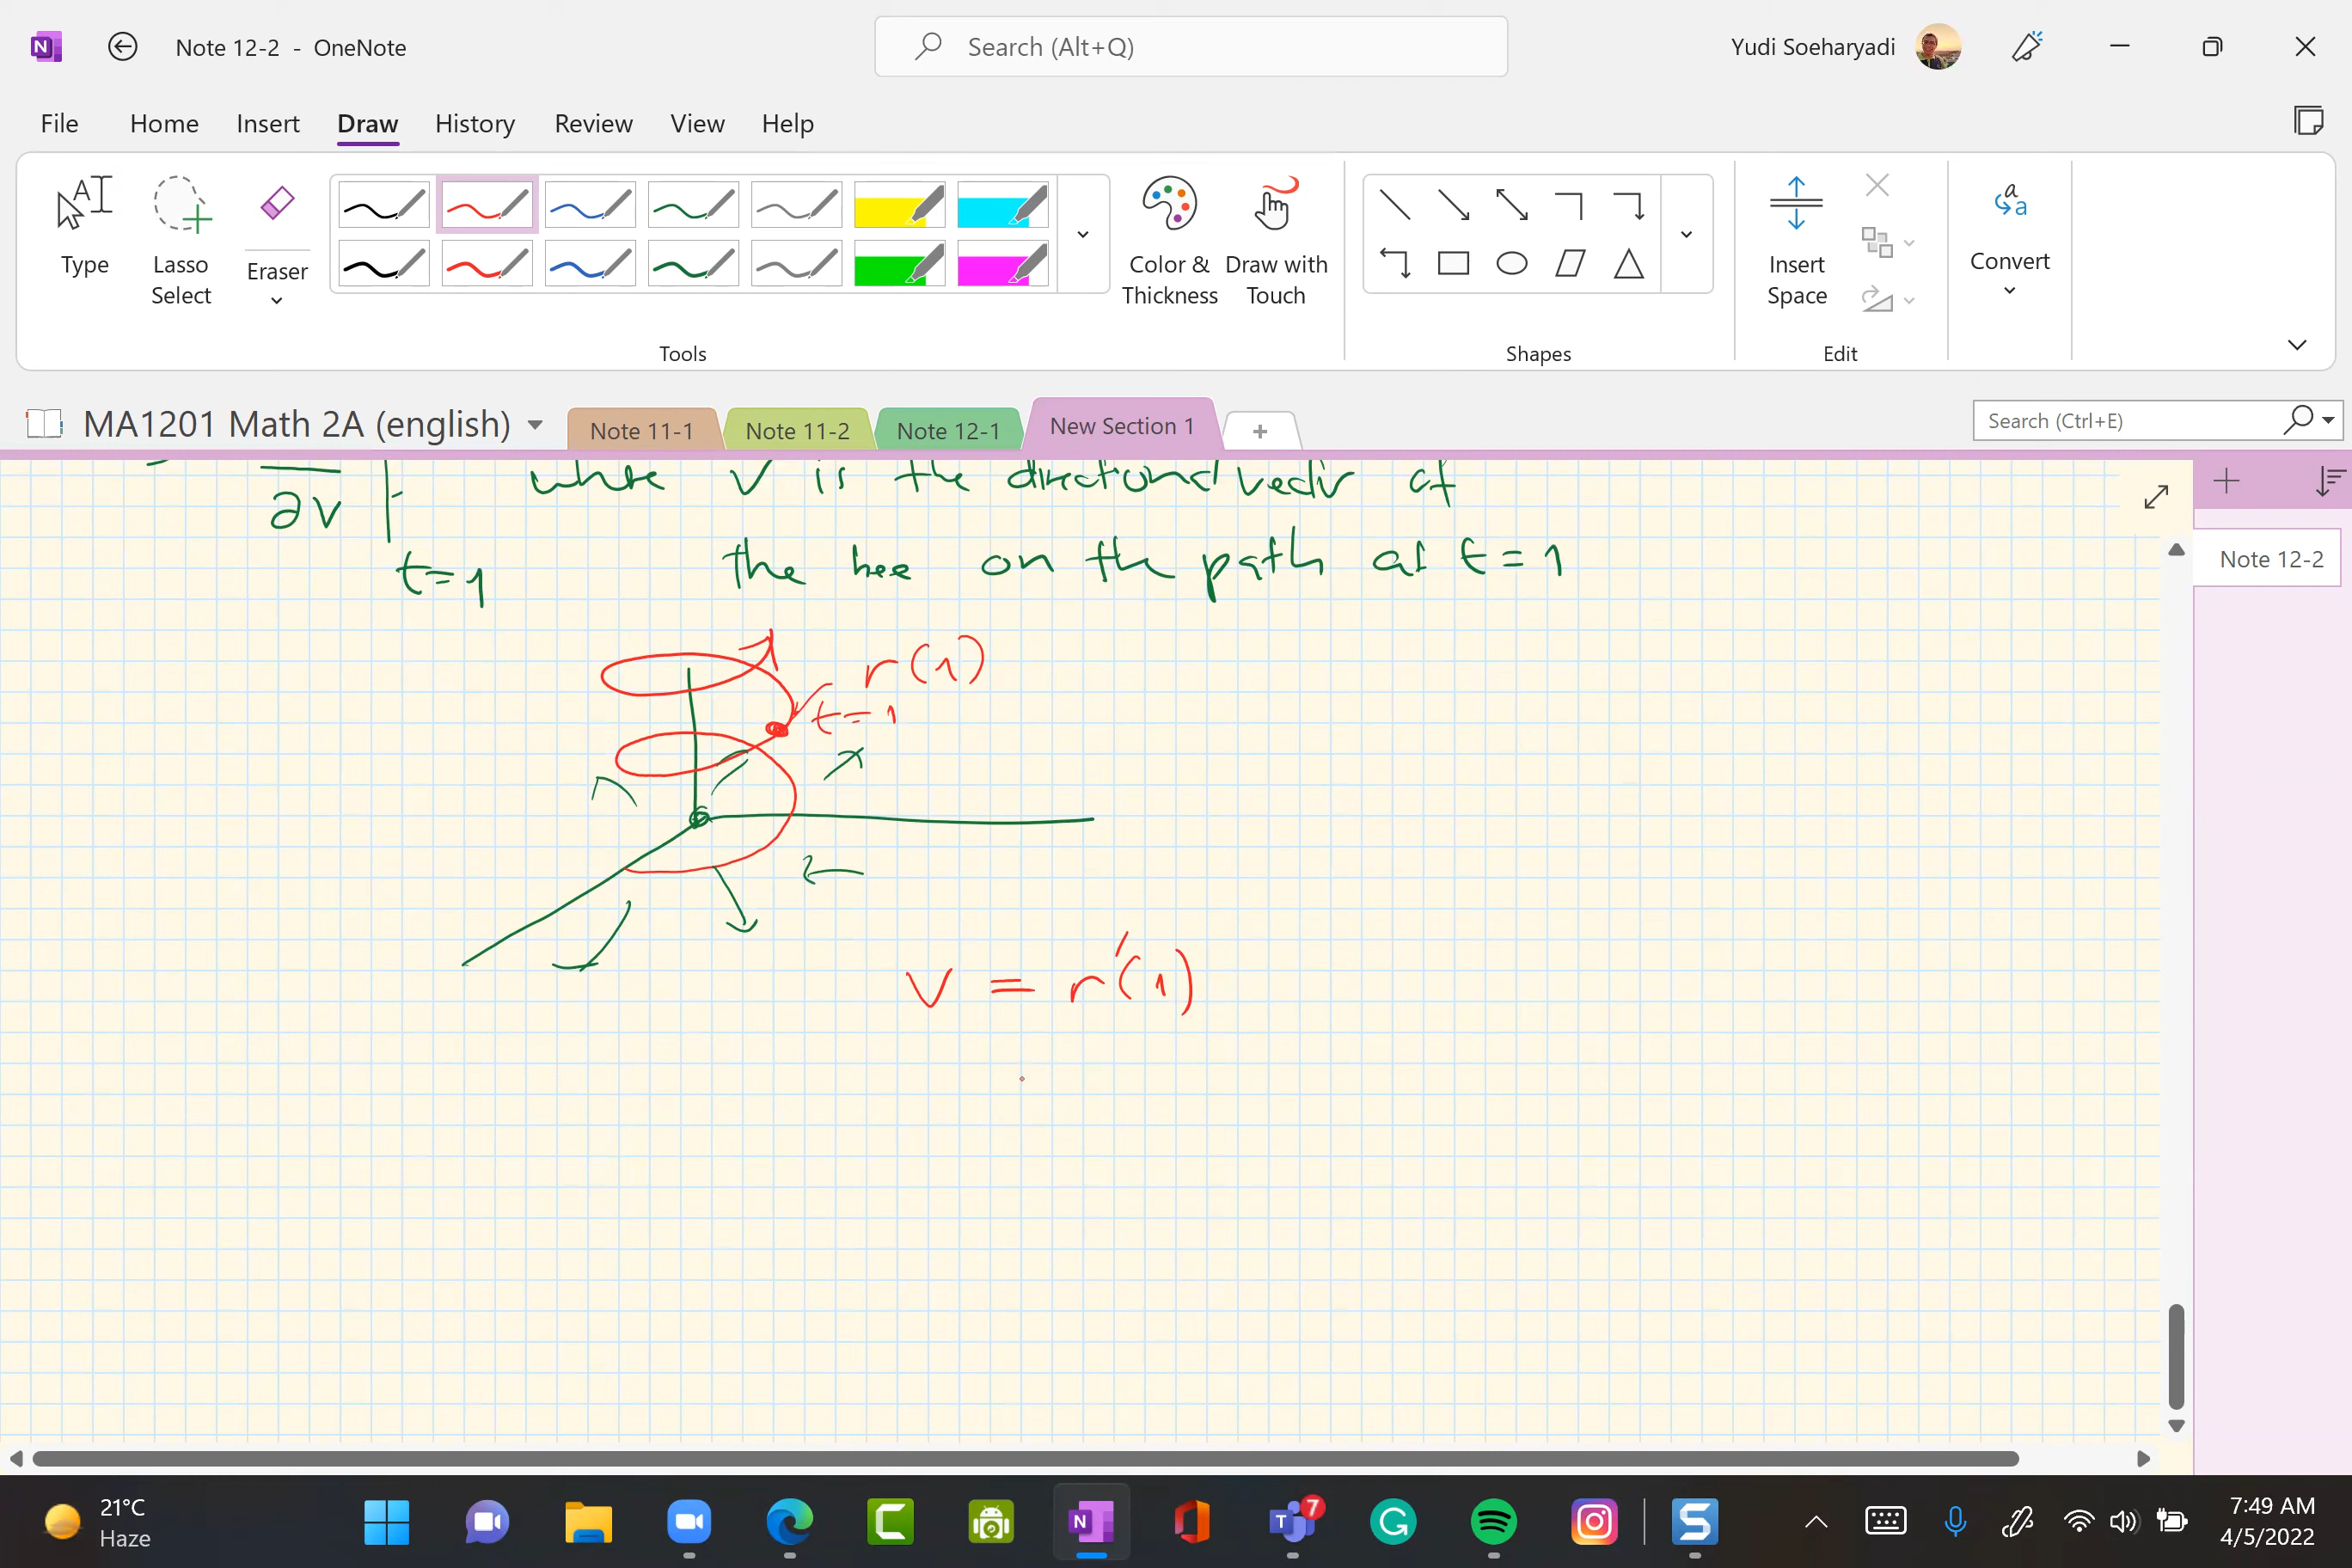 Note 12-2 - OneNote
Search (Alt+Q)
Yudi Soeharyadi
File Home Insert Draw History Review View Help
Type
Lasso Select
Eraser
Color & Thickness
Draw with Touch
Insert Space
Convert
Tools
Shapes
Edit
MA1201 Math 2A (english)
Note 11-1
Note 11-2
Note 12-1
New Section 1
Search (Ctrl+E)
Note 12-2
∂v where v is the directional vector at
t=1 the bee on the path at t = 1
r(1)
t=1
v = r'(1)
21°C
Haze
7
7:49 AM
4/5/2022